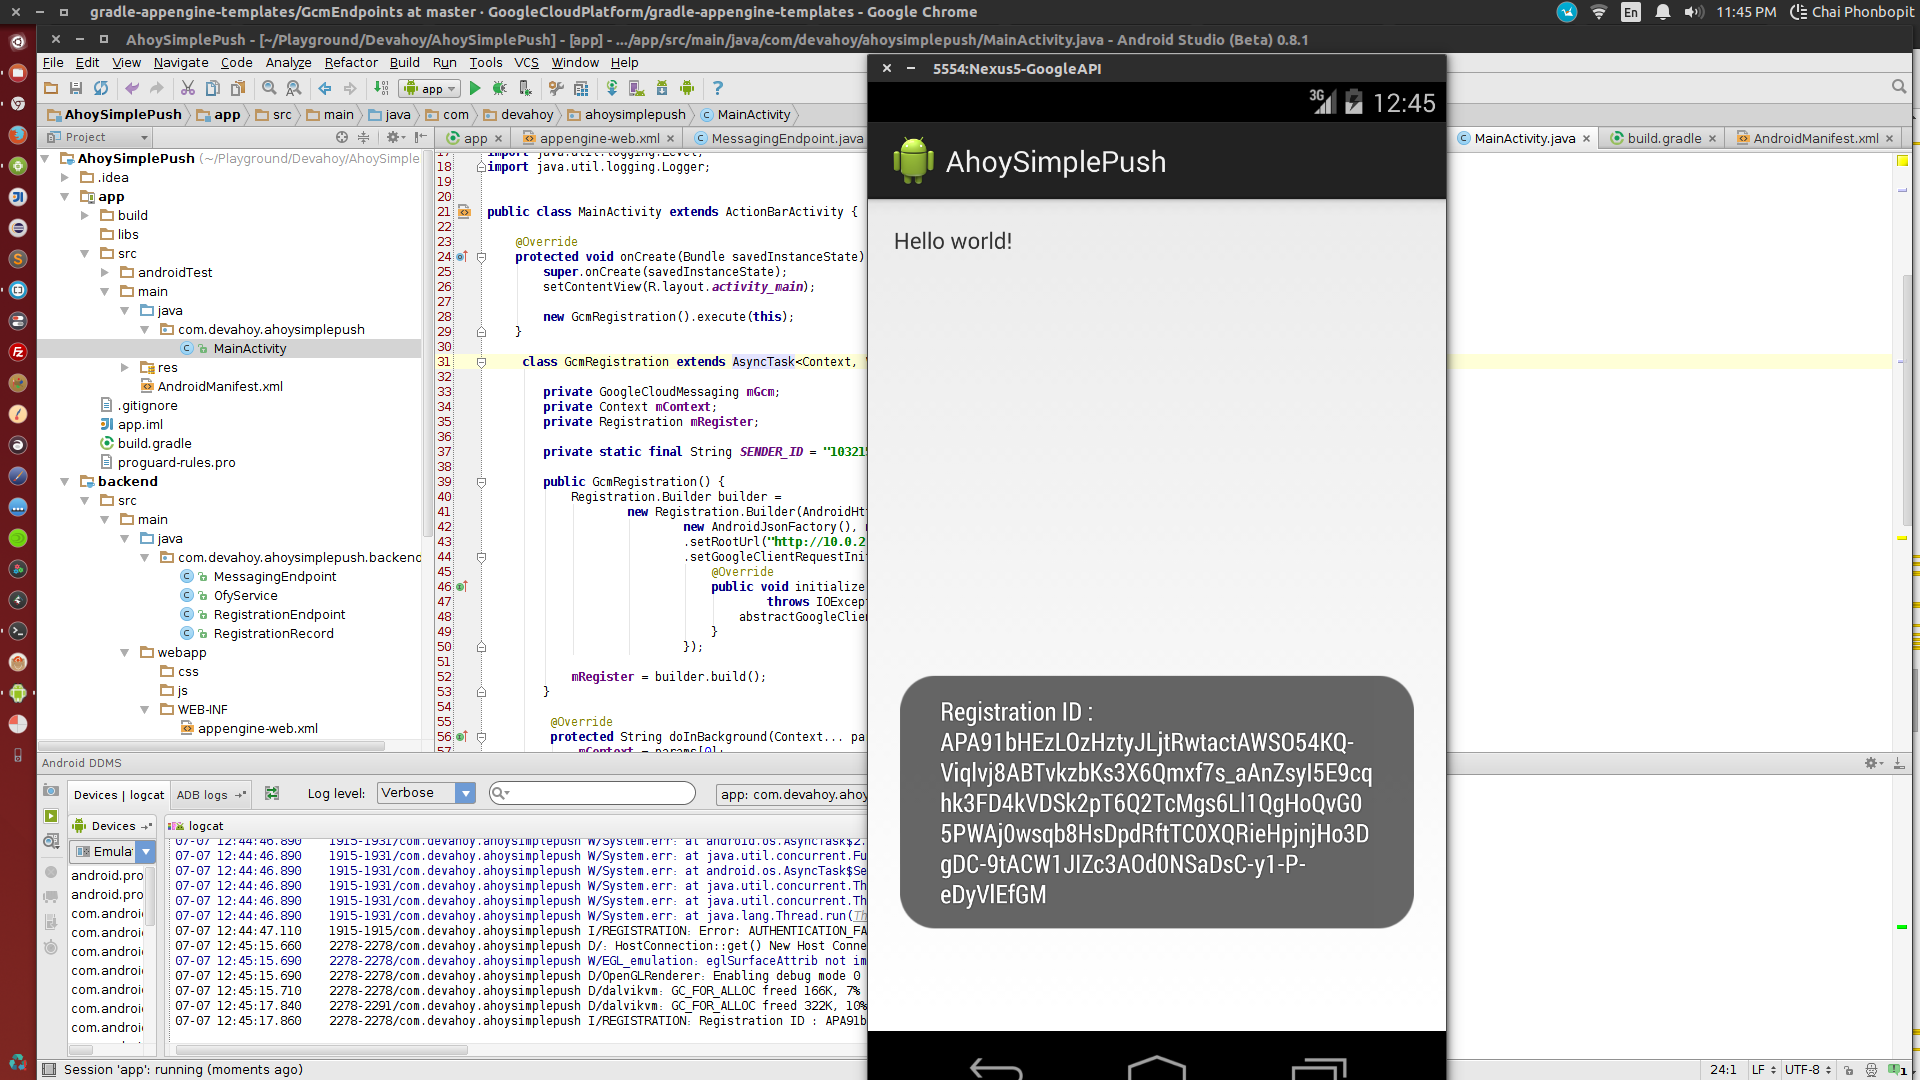 gradle-appengine-templates/GcmEndpoints at master · GoogleCloudPlatform/gradle-appengine-templates - Google Chrome
En
11:45 PM
Chai Phonbopit
AhoySimplePush - [~/Playground/Devahoy/AhoySimplePush] - [app] - .../app/src/main/java/com/devahoy/ahoysimplepush/MainActivity.java - Android Studio (Beta) 0.8.1
File Edit View Navigate Code Analyze Refactor Build Run Tools VCS Window Help
app
AhoySimplePush app src main java com devahoy ahoysimplepush MainActivity
Project
app
appengine-web.xml
MessagingEndpoint.java
MainActivity.java
build.gradle
AndroidManifest.xml
AhoySimplePush (~/Playground/Devahoy/AhoySimple
.idea
app
build
libs
src
androidTest
main
java
com.devahoy.ahoysimplepush
MainActivity
res
AndroidManifest.xml
.gitignore
app.iml
build.gradle
proguard-rules.pro
backend
src
main
java
com.devahoy.ahoysimplepush.backend
MessagingEndpoint
OfyService
RegistrationEndpoint
RegistrationRecord
webapp
css
js
WEB-INF
appengine-web.xml
17 import java.util.logging.Level;
18 import java.util.logging.Logger;
19
20
21 public class MainActivity extends ActionBarActivity {
22
23 @Override
24 protected void onCreate(Bundle savedInstanceState)
25 super.onCreate(savedInstanceState);
26 setContentView(R.layout.activity_main);
27
28 new GcmRegistration().execute(this);
29 }
30
31 class GcmRegistration extends AsyncTask<Context,
32
33 private GoogleCloudMessaging mGcm;
34 private Context mContext;
35 private Registration mRegister;
36
37 private static final String SENDER_ID = "10321
38
39 public GcmRegistration() {
40 Registration.Builder builder =
41 new Registration.Builder(AndroidHt
42 new AndroidJsonFactory(),
43 .setRootUrl("http://10.0.2
44 .setGoogleClientRequestIni
45 @Override
46 public void initialize
47 throws IOExcept
48 abstractGoogleClie
49 }
50 });
51
52 mRegister = builder.build();
53 }
54
55 @Override
56 protected String doInBackground(Context... pa
57 mContext = params[0];
5554:Nexus5-GoogleAPI
3G 12:45
AhoySimplePush
Hello world!
Registration ID :
APA91bHEzLOzHztyJLjtRwtactAWSO54KQ-
Viqlvj8ABTvkzbKs3X6Qmxf7s_aAnZsyI5E9cq
hk3FD4kVDSk2pT6Q2TcMgs6Ll1QgHoQvG0
5PWAj0wsqb8HsDpdRftTC0XQRieHpjnjHo3D
gDC-9tACW1JIZc3AOd0NSaDsC-y1-P-
eDyVlEfGM
Android DDMS
Devices | logcat
ADB logs
Log level:
Verbose
app: com.devahoy.ahoy
Devices
logcat
Emula
android.pro
android.pro
com.androi
com.androi
com.androi
com.androi
com.androi
com.androi
com.androi
07-07 12:44:46.890 1915-1931/com.devahoy.ahoysimplepush W/System.err: at android.os.AsyncTask$2.
07-07 12:44:46.890 1915-1931/com.devahoy.ahoysimplepush W/System.err: at java.util.concurrent.Fu
07-07 12:44:46.890 1915-1931/com.devahoy.ahoysimplepush W/System.err: at android.os.AsyncTask$Se
07-07 12:44:46.890 1915-1931/com.devahoy.ahoysimplepush W/System.err: at java.util.concurrent.Th
07-07 12:44:46.890 1915-1931/com.devahoy.ahoysimplepush W/System.err: at java.util.concurrent.Th
07-07 12:44:46.890 1915-1931/com.devahoy.ahoysimplepush W/System.err: at java.lang.Thread.run(Th
07-07 12:44:47.110 1915-1915/com.devahoy.ahoysimplepush I/REGISTRATION: Error: AUTHENTICATION_FA
07-07 12:45:15.660 2278-2278/com.devahoy.ahoysimplepush D/: HostConnection::get() New Host Conne
07-07 12:45:15.690 2278-2278/com.devahoy.ahoysimplepush W/EGL_emulation: eglSurfaceAttrib not im
07-07 12:45:15.690 2278-2278/com.devahoy.ahoysimplepush D/OpenGLRenderer: Enabling debug mode 0
07-07 12:45:15.710 2278-2278/com.devahoy.ahoysimplepush D/dalvikvm: GC_FOR_ALLOC freed 166K, 7%
07-07 12:45:17.840 2278-2291/com.devahoy.ahoysimplepush D/dalvikvm: GC_FOR_ALLOC freed 322K, 10%
07-07 12:45:17.860 2278-2278/com.devahoy.ahoysimplepush I/REGISTRATION: Registration ID : APA91b
Session 'app': running (moments ago)
24:1 LF UTF-8 1